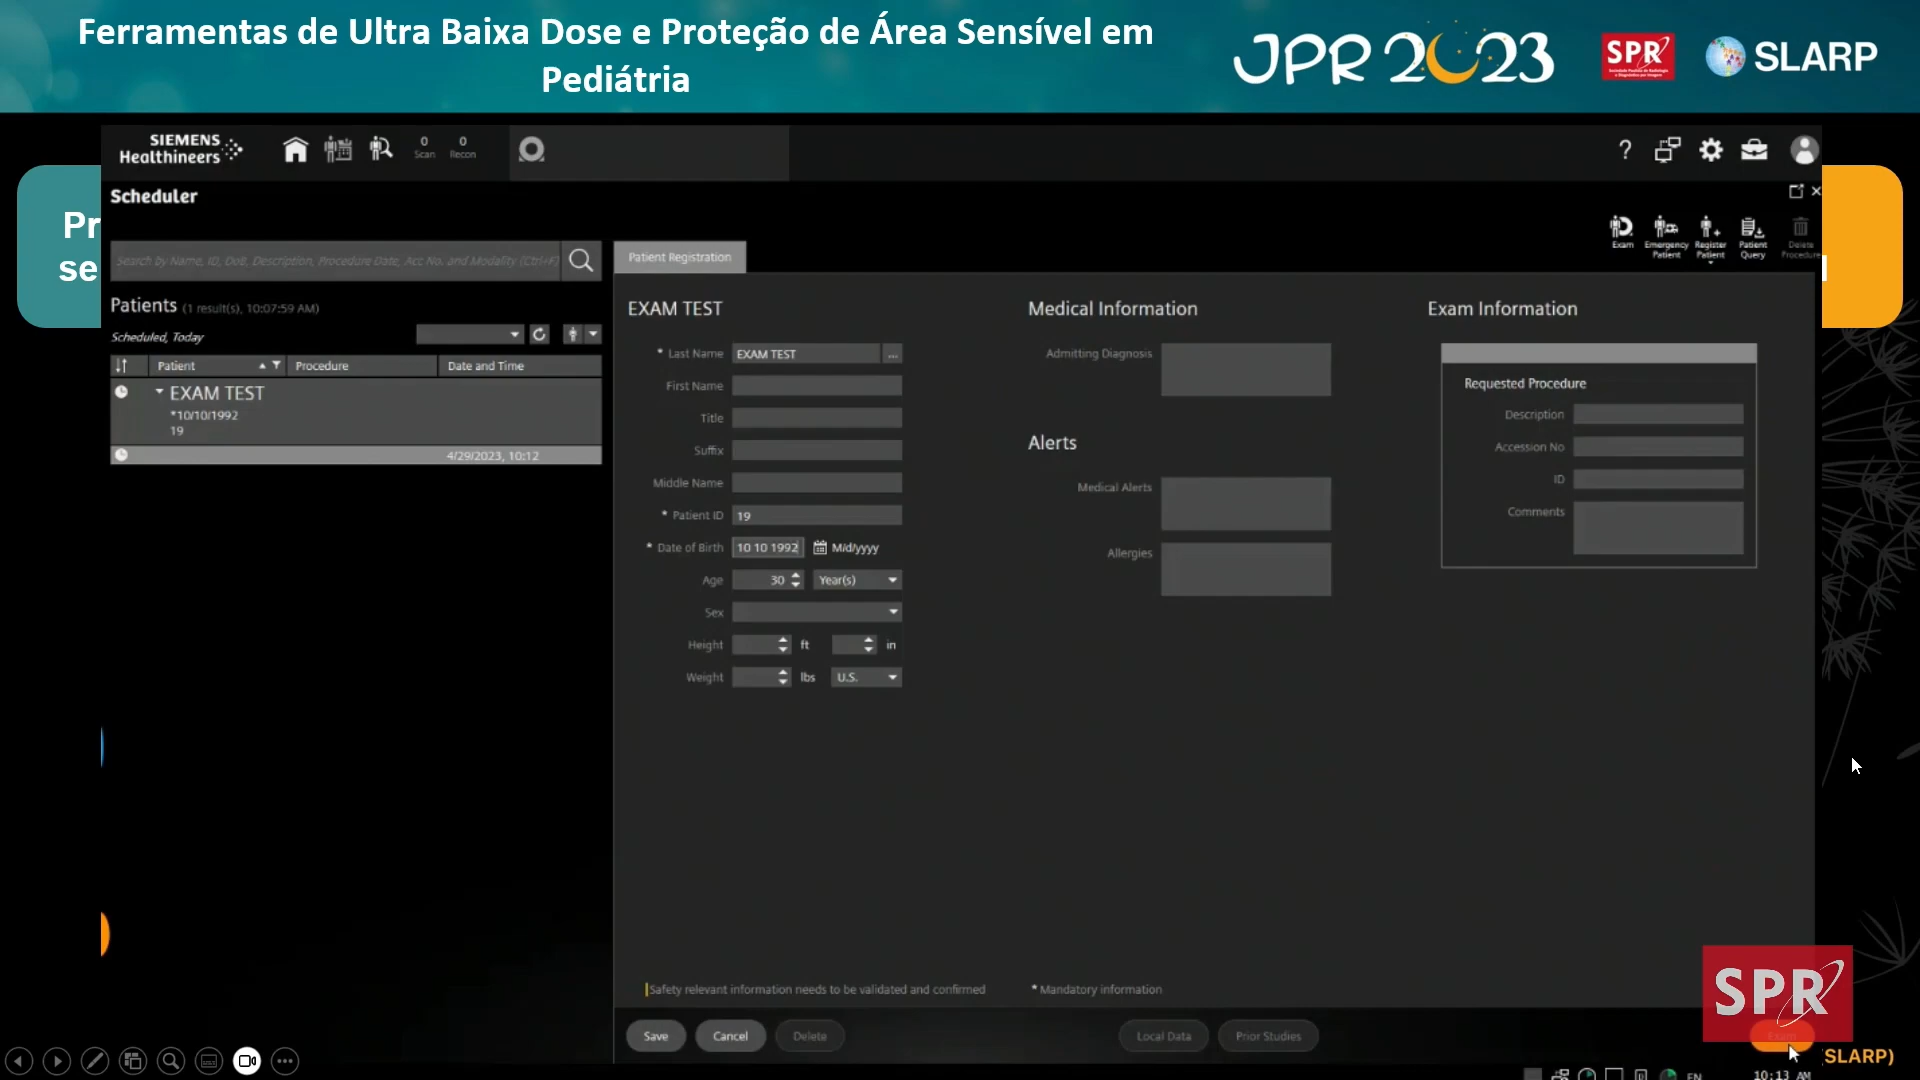 Ferramentas de Ultra Baixa Dose e Proteção de Área Sensível em
Pediátria
JPR 2023
SPR
SLARP
SIEMENS
Healthineers
0
Scan
0
Recon
?
Scheduler
Pr
se
Exam
Emergency
Patient
Register
Patient
Patient
Query
Delete
Procedure
Search by Name, ID, DoB, Description, Procedure Date, Acc No. and Modality (Ctrl+F)
Patient Registration
Patients (1 result(s), 10:07:59 AM)
Scheduled, Today
Patient
Procedure
Date and Time
EXAM TEST
*10/10/1992
19
4/29/2023, 10:12
EXAM TEST
* Last Name EXAM TEST ...
First Name
Title
Suffix
Middle Name
* Patient ID 19
* Date of Birth 10 10 1992 M/d/yyyy
Age 30 Year(s)
Sex
Height ft in
Weight lbs U.S.
Medical Information
Admitting Diagnosis
Alerts
Medical Alerts
Allergies
Exam Information
Requested Procedure
Description
Accession No
ID
Comments
Safety relevant information needs to be validated and confirmed
* Mandatory information
Save
Cancel
Delete
Local Data
Prior Studies
SPR
Exam
SLARP)
EN
10:13 AM